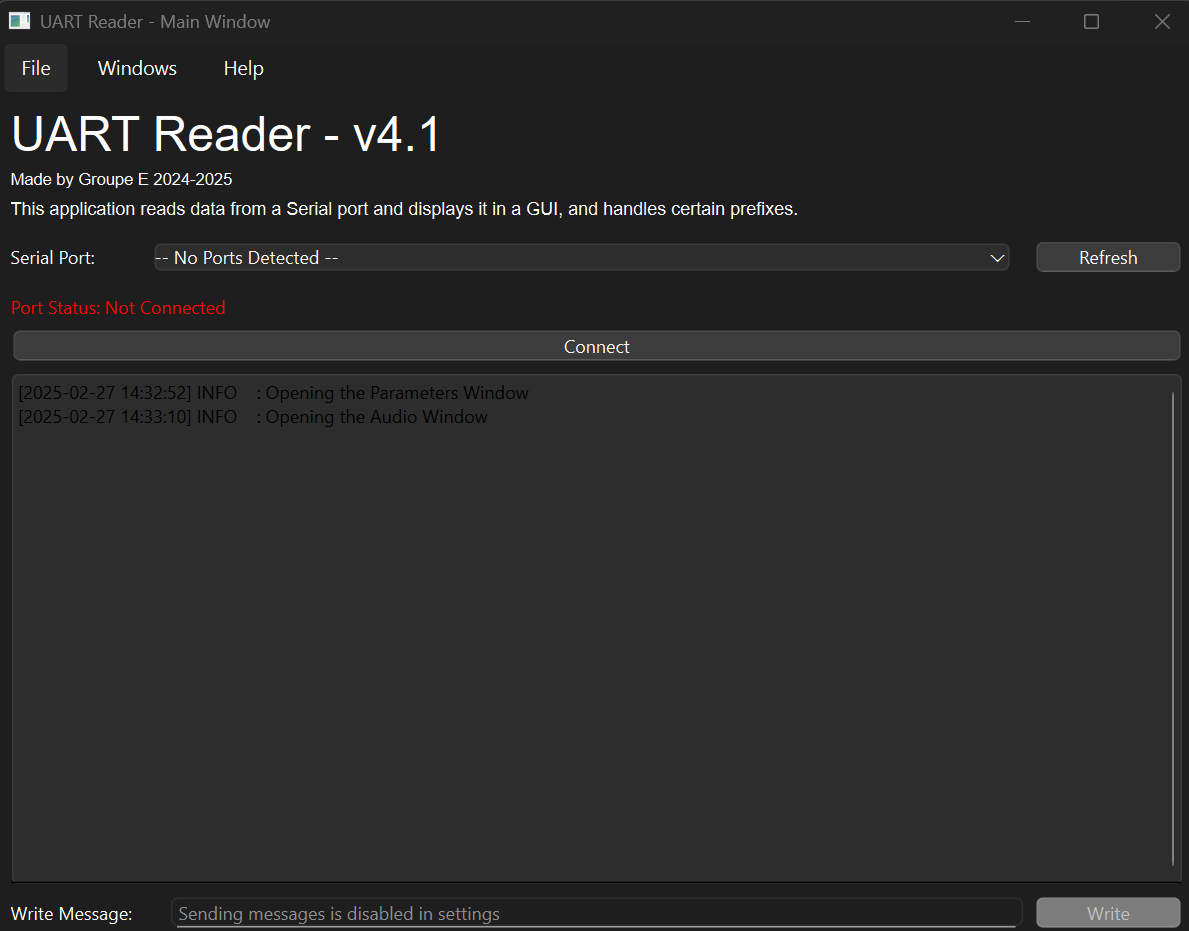 UART Reader - Main Window
File Windows Help
UART Reader - v4.1
Made by Groupe E 2024-2025
This application reads data from a Serial port and displays it in a GUI, and handles certain prefixes.
Serial Port: -- No Ports Detected -- Refresh
Port Status: Not Connected
Connect
[2025-02-27 14:32:52] INFO : Opening the Parameters Window
[2025-02-27 14:33:10] INFO : Opening the Audio Window
Write Message: Sending messages is disabled in settings Write